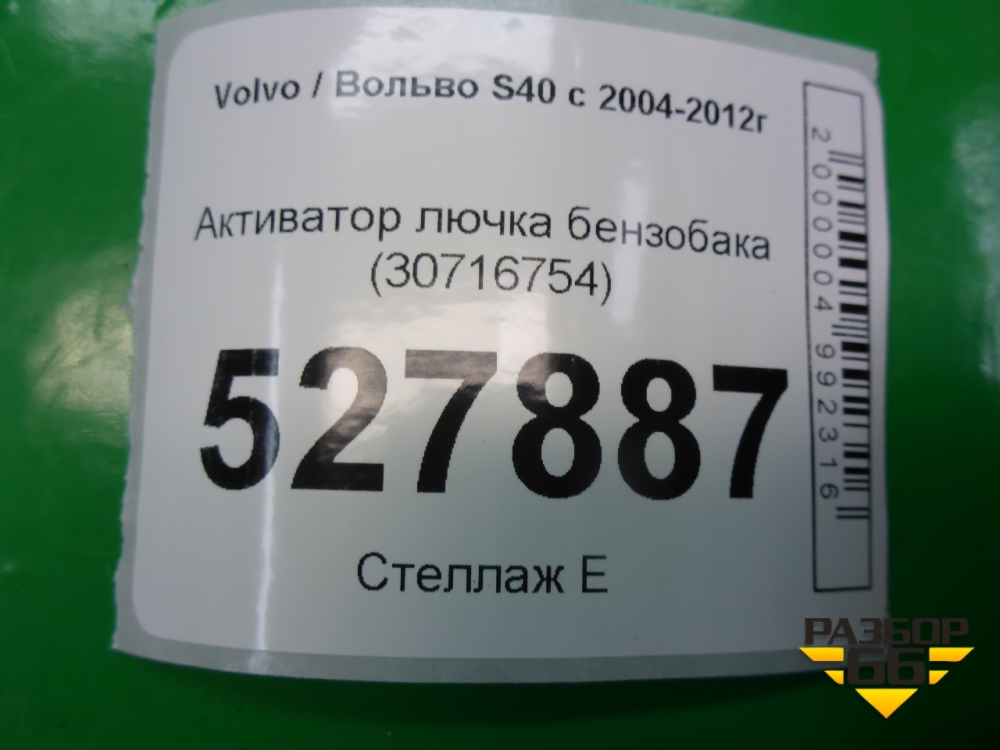 Volvo / Вольво S40 с 2004-2012г
Активатор лючка бензобака
(30716754)
527887
Стеллаж Е
2000004992316
РАЗБОР
66